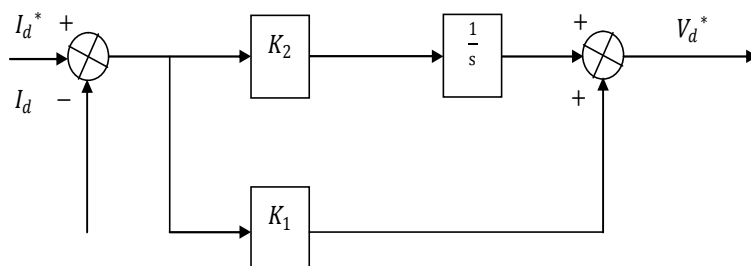 I_d* +
I_d −
K_2
1/s
+
+
V_d*
K_1